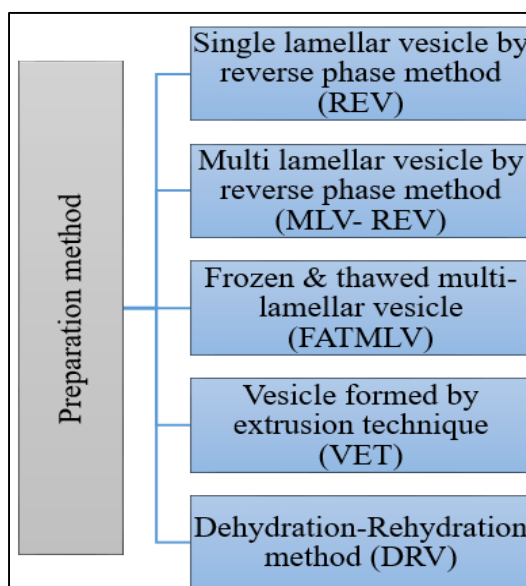 Preparation method
Single lamellar vesicle by
reverse phase method
(REV)
Multi lamellar vesicle by
reverse phase method
(MLV- REV)
Frozen & thawed multi-
lamellar vesicle
(FATMLV)
Vesicle formed by
extrusion technique
(VET)
Dehydration-Rehydration
method (DRV)